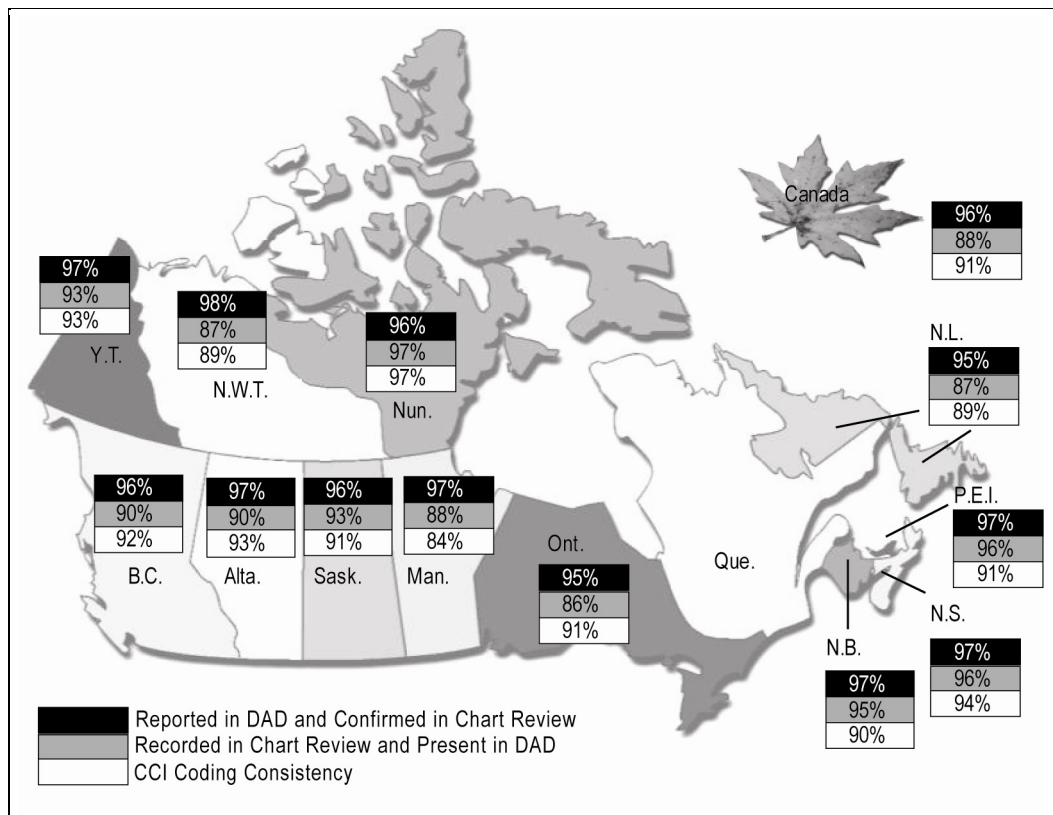 Canada
96%
88%
91%
97%
93%
93%
Y.T.
98%
87%
89%
N.W.T.
96%
97%
97%
Nun.
N.L.
95%
87%
89%
96%
90%
92%
B.C.
97%
90%
93%
Alta.
96%
93%
91%
Sask.
97%
88%
84%
Man.
Ont.
95%
86%
91%
Que.
P.E.I.
97%
96%
91%
N.S.
97%
96%
94%
N.B.
97%
95%
90%
Reported in DAD and Confirmed in Chart Review
Recorded in Chart Review and Present in DAD
CCI Coding Consistency